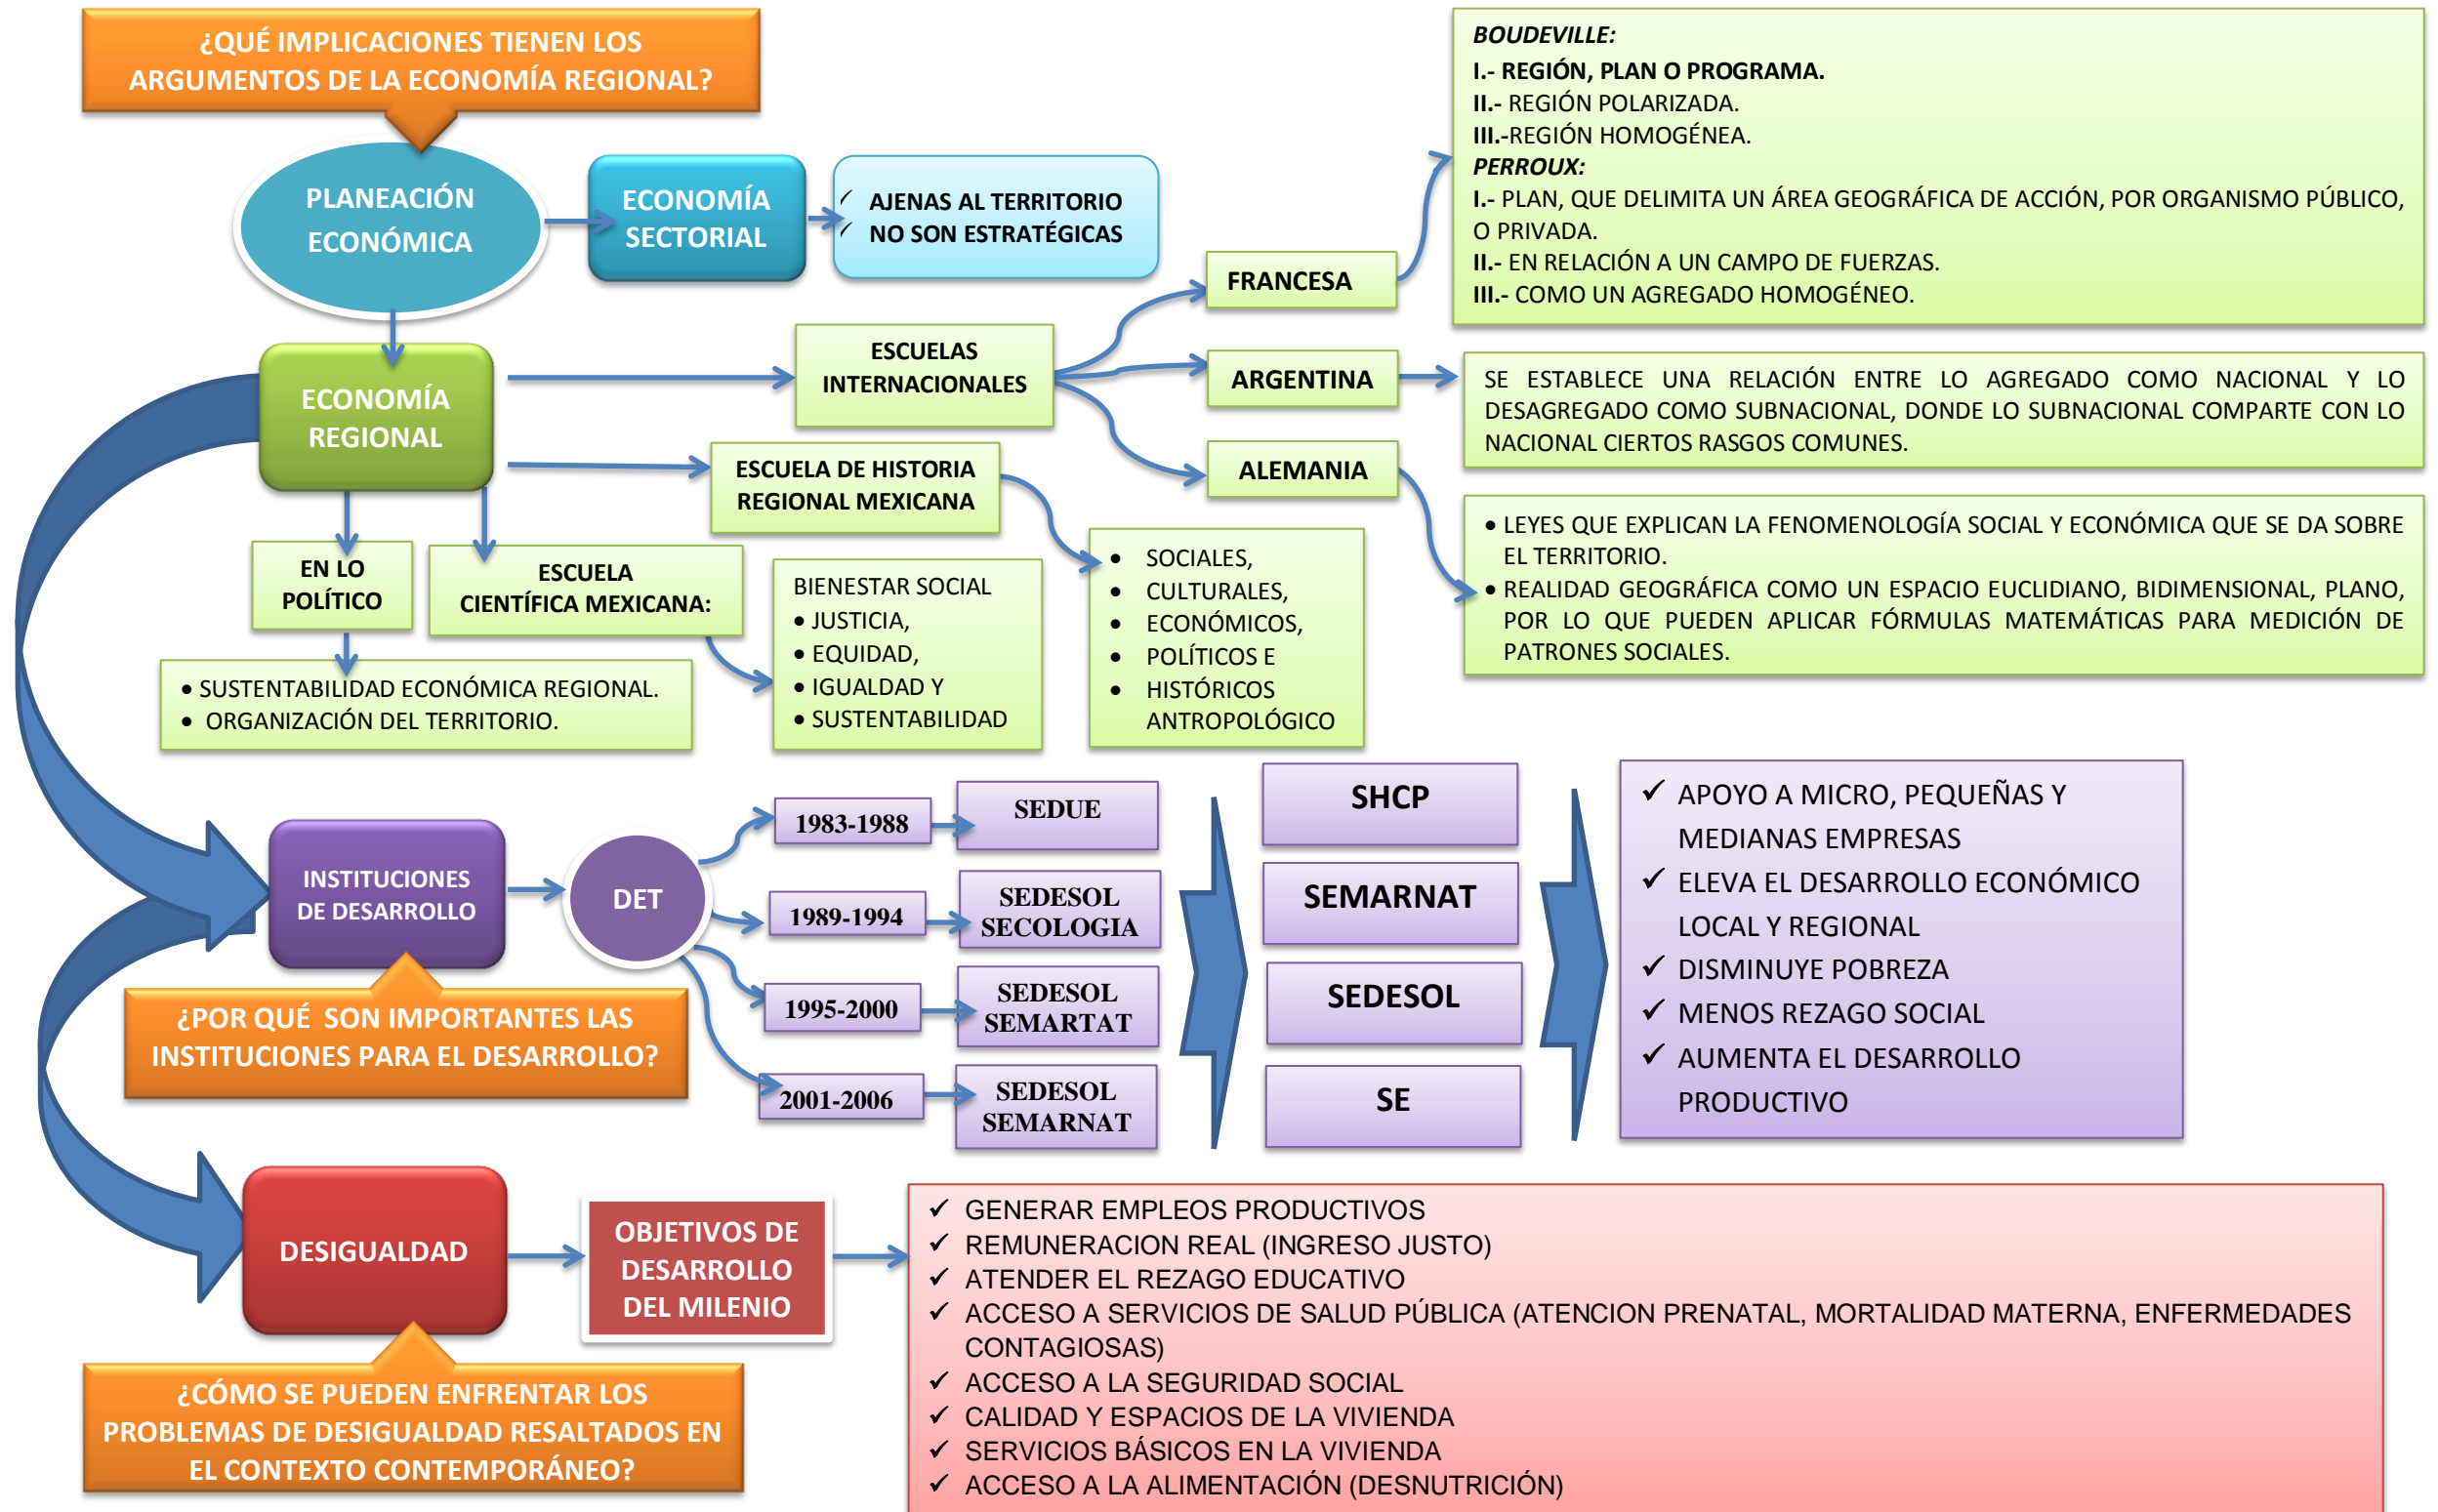 ¿QUÉ IMPLICACIONES TIENEN LOS
ARGUMENTOS DE LA ECONOMÍA REGIONAL?
PLANEACIÓN
ECONÓMICA
ECONOMÍA
SECTORIAL
✓ AJENAS AL TERRITORIO
✓ NO SON ESTRATÉGICAS
BOUDEVILLE:
I.- REGIÓN, PLAN O PROGRAMA.
II.- REGIÓN POLARIZADA.
III.-REGIÓN HOMOGÉNEA.
PERROUX:
I.- PLAN, QUE DELIMITA UN ÁREA GEOGRÁFICA DE ACCIÓN, POR ORGANISMO PÚBLICO,
O PRIVADA.
II.- EN RELACIÓN A UN CAMPO DE FUERZAS.
III.- COMO UN AGREGADO HOMOGÉNEO.
FRANCESA
ESCUELAS
INTERNACIONALES
ARGENTINA
SE ESTABLECE UNA RELACIÓN ENTRE LO AGREGADO COMO NACIONAL Y LO
DESAGREGADO COMO SUBNACIONAL, DONDE LO SUBNACIONAL COMPARTE CON LO
NACIONAL CIERTOS RASGOS COMUNES.
ECONOMÍA
REGIONAL
ALEMANIA
ESCUELA DE HISTORIA
REGIONAL MEXICANA
• LEYES QUE EXPLICAN LA FENOMENOLOGÍA SOCIAL Y ECONÓMICA QUE SE DA SOBRE
EL TERRITORIO.
• REALIDAD GEOGRÁFICA COMO UN ESPACIO EUCLIDIANO, BIDIMENSIONAL, PLANO,
POR LO QUE PUEDEN APLICAR FÓRMULAS MATEMÁTICAS PARA MEDICIÓN DE
PATRONES SOCIALES.
EN LO
POLÍTICO
ESCUELA
CIENTÍFICA MEXICANA:
BIENESTAR SOCIAL
• JUSTICIA,
• EQUIDAD,
• IGUALDAD Y
• SUSTENTABILIDAD
• SOCIALES,
• CULTURALES,
• ECONÓMICOS,
• POLÍTICOS E
• HISTÓRICOS
ANTROPOLÓGICO
• SUSTENTABILIDAD ECONÓMICA REGIONAL.
• ORGANIZACIÓN DEL TERRITORIO.
INSTITUCIONES
DE DESARROLLO
DET
1983-1988
SEDUE
1989-1994
SEDESOL
SECOLOGIA
1995-2000
SEDESOL
SEMARTAT
2001-2006
SEDESOL
SEMARNAT
SHCP
SEMARNAT
SEDESOL
SE
✓ APOYO A MICRO, PEQUEÑAS Y
MEDIANAS EMPRESAS
✓ ELEVA EL DESARROLLO ECONÓMICO
LOCAL Y REGIONAL
✓ DISMINUYE POBREZA
✓ MENOS REZAGO SOCIAL
✓ AUMENTA EL DESARROLLO
PRODUCTIVO
¿POR QUÉ SON IMPORTANTES LAS
INSTITUCIONES PARA EL DESARROLLO?
DESIGUALDAD
OBJETIVOS DE
DESARROLLO
DEL MILENIO
✓ GENERAR EMPLEOS PRODUCTIVOS
✓ REMUNERACION REAL (INGRESO JUSTO)
✓ ATENDER EL REZAGO EDUCATIVO
✓ ACCESO A SERVICIOS DE SALUD PÚBLICA (ATENCION PRENATAL, MORTALIDAD MATERNA, ENFERMEDADES
CONTAGIOSAS)
✓ ACCESO A LA SEGURIDAD SOCIAL
✓ CALIDAD Y ESPACIOS DE LA VIVIENDA
✓ SERVICIOS BÁSICOS EN LA VIVIENDA
✓ ACCESO A LA ALIMENTACIÓN (DESNUTRICIÓN)
¿CÓMO SE PUEDEN ENFRENTAR LOS
PROBLEMAS DE DESIGUALDAD RESALTADOS EN
EL CONTEXTO CONTEMPORÁNEO?